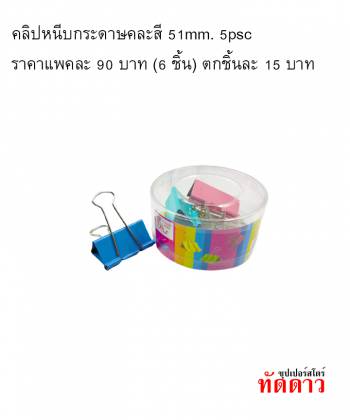 คลิปหนีบกระดาษคละสี 51mm. 5psc
ราคาแพคละ 90 บาท (6 ชิ้น) ตกชิ้นละ 15 บาท
ซุปเปอร์สโตร์
ทัดดาว